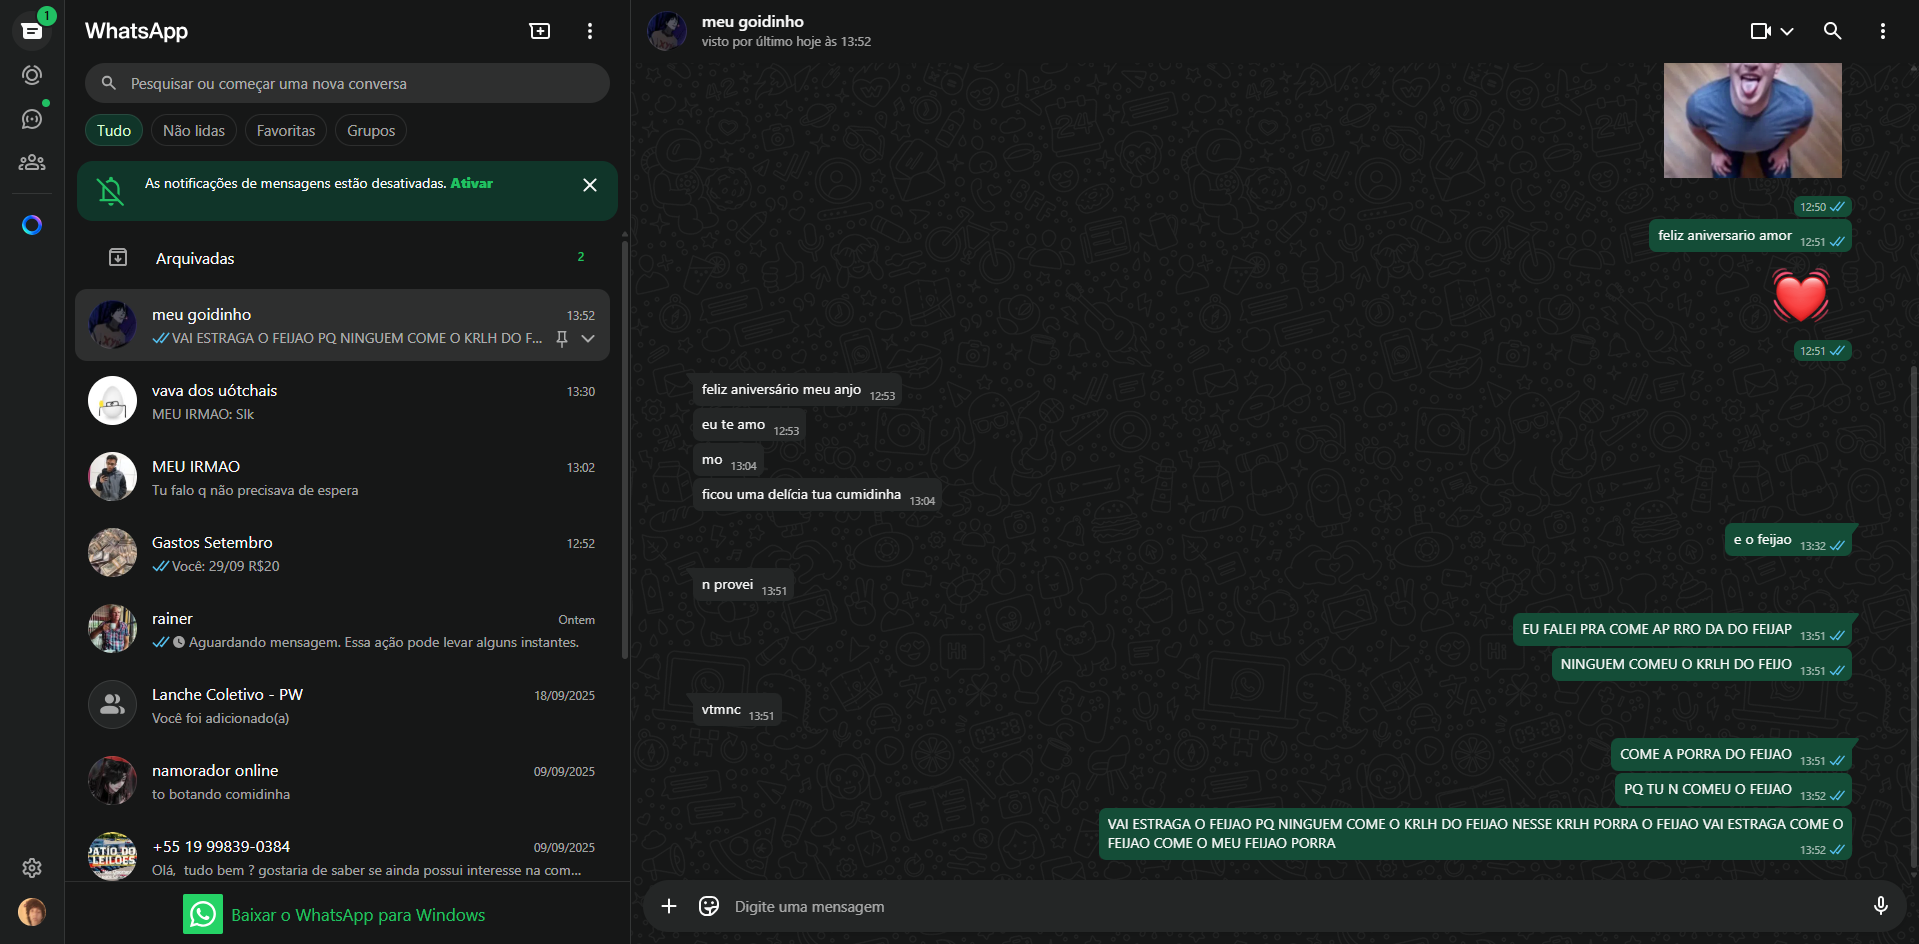 1
WhatsApp
Pesquisar ou começar uma nova conversa
Tudo
Não lidas
Favoritas
Grupos
As notificações de mensagens estão desativadas. Ativar
Arquivadas
2
meu goidinho
13:52
VAI ESTRAGA O FEIJAO PQ NINGUEM COME O KRLH DO F...
vava dos uótchais
13:30
MEU IRMAO: Slk
MEU IRMAO
13:02
Tu falo q não precisava de espera
Gastos Setembro
12:52
Você: 29/09 R$20
rainer
Ontem
Aguardando mensagem. Essa ação pode levar alguns instantes.
Lanche Coletivo - PW
18/09/2025
Você foi adicionado(a)
namorador online
09/09/2025
to botando comidinha
PATIO DO
LEILÕES
+55 19 99839-0384
09/09/2025
Olá, tudo bem ? gostaria de saber se ainda possui interesse na com...
Baixar o WhatsApp para Windows
meu goidinho
visto por último hoje às 13:52
12:50
feliz aniversario amor 12:51
12:51
feliz aniversário meu anjo 12:53
eu te amo 12:53
mo 13:04
ficou uma delícia tua cumidinha 13:04
e o feijao 13:32
n provei 13:51
EU FALEI PRA COME AP RRO DA DO FEIJAP 13:51
NINGUEM COMEU O KRLH DO FEIJO 13:51
vtmnc 13:51
COME A PORRA DO FEIJAO 13:51
PQ TU N COMEU O FEIJAO 13:52
VAI ESTRAGA O FEIJAO PQ NINGUEM COME O KRLH DO FEIJAO NESSE KRLH PORRA O FEIJAO VAI ESTRAGA COME O
FEIJAO COME O MEU FEIJAO PORRA 13:52
Digite uma mensagem